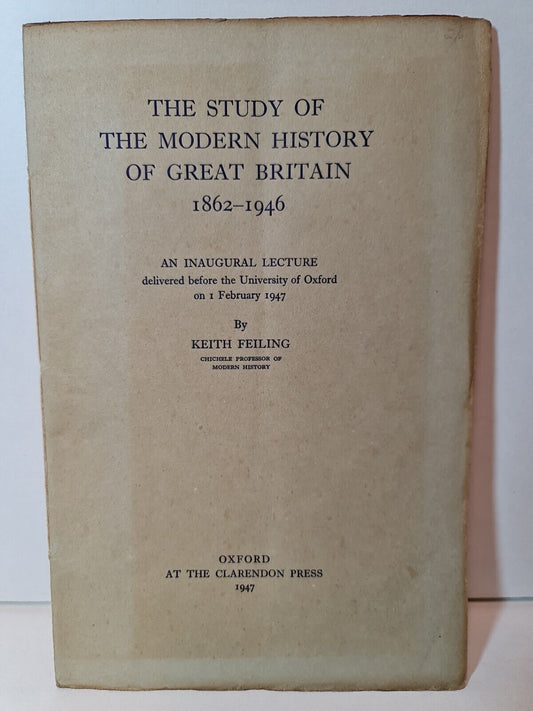 THE STUDY OF
THE MODERN HISTORY
OF GREAT BRITAIN
1862–1946
AN INAUGURAL LECTURE
delivered before the University of Oxford
on 1 February 1947
By
KEITH FEILING
CHICHELE PROFESSOR OF
MODERN HISTORY
OXFORD
AT THE CLARENDON PRESS
1947